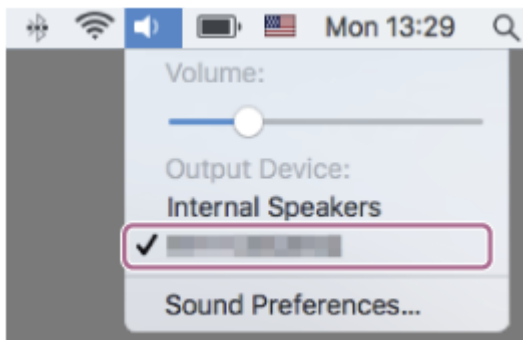 Mon 13:29
Volume:
Output Device:
Internal Speakers
Sound Preferences...